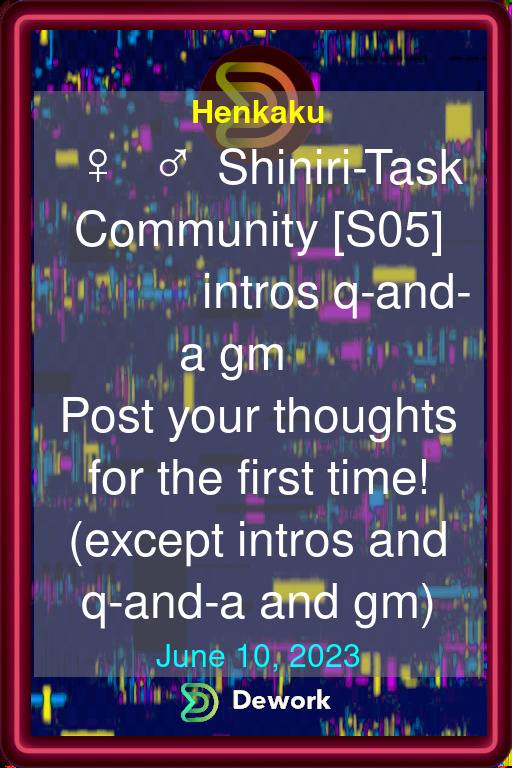 Henkaku
♀ ♂ Shiniri-Task
Community [S05]
intros q-and-
a gm
Post your thoughts
for the first time!
(except intros and
q-and-a and gm)
June 10, 2023
Dework